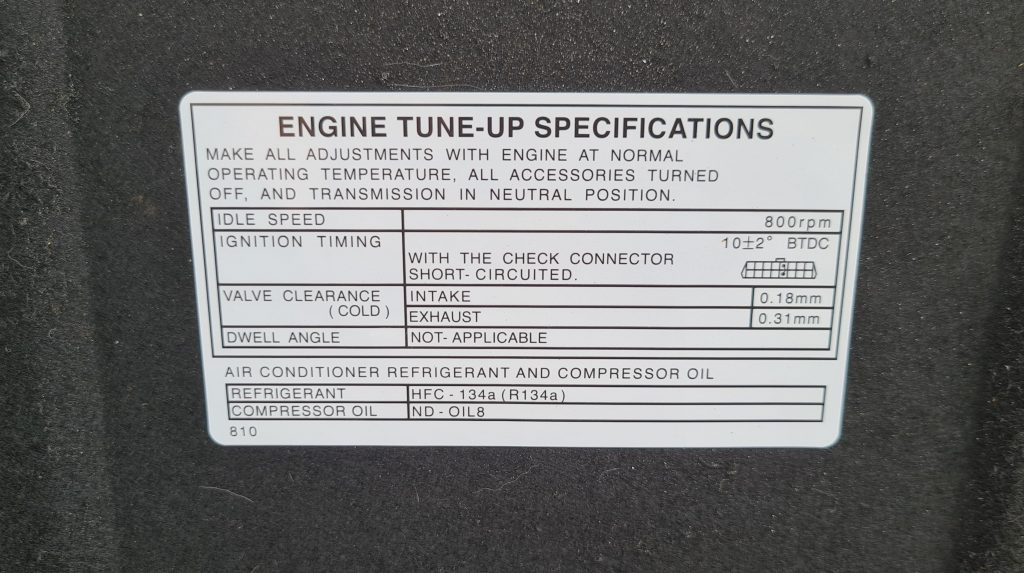 ENGINE TUNE-UP SPECIFICATIONS
MAKE ALL ADJUSTMENTS WITH ENGINE AT NORMAL
OPERATING TEMPERATURE, ALL ACCESSORIES TURNED
OFF, AND TRANSMISSION IN NEUTRAL POSITION.
IDLE SPEED 800rpm
IGNITION TIMING 10±2° BTDC
WITH THE CHECK CONNECTOR
SHORT-CIRCUITED.
VALVE CLEARANCE INTAKE 0.18mm
(COLD) EXHAUST 0.31mm
DWELL ANGLE NOT-APPLICABLE
AIR CONDITIONER REFRIGERANT AND COMPRESSOR OIL
REFRIGERANT HFC-134a (R134a)
COMPRESSOR OIL ND-OIL8
810